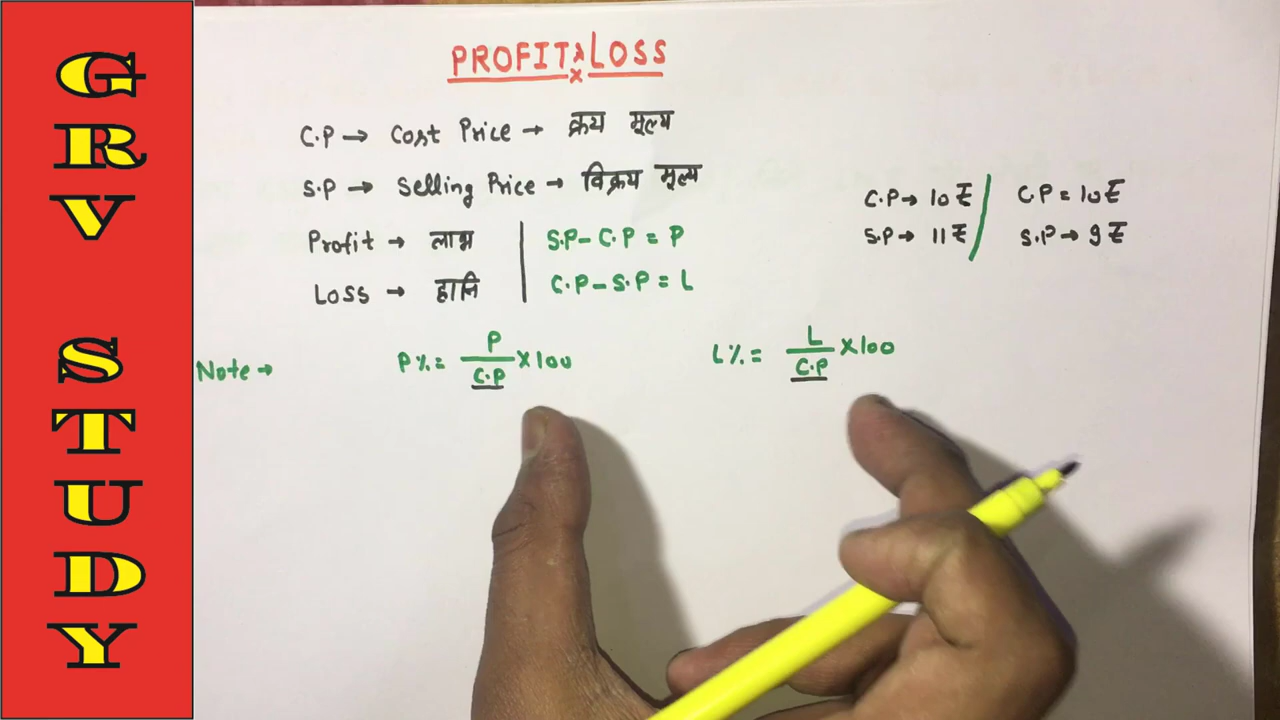 GRV STUDY
PROFIT & LOSS
C.P → Cost Price → क्रय मूल्य
S.P → Selling Price → विक्रय मूल्य
Profit → लाभ | S.P - C.P = P
Loss → हानि | C.P - S.P = L
C.P → 10 ₹ / C.P = 10 ₹
S.P → 11 ₹ / S.P → 9 ₹
Note → P% = P/C.P × 100 L% = L/C.P × 100